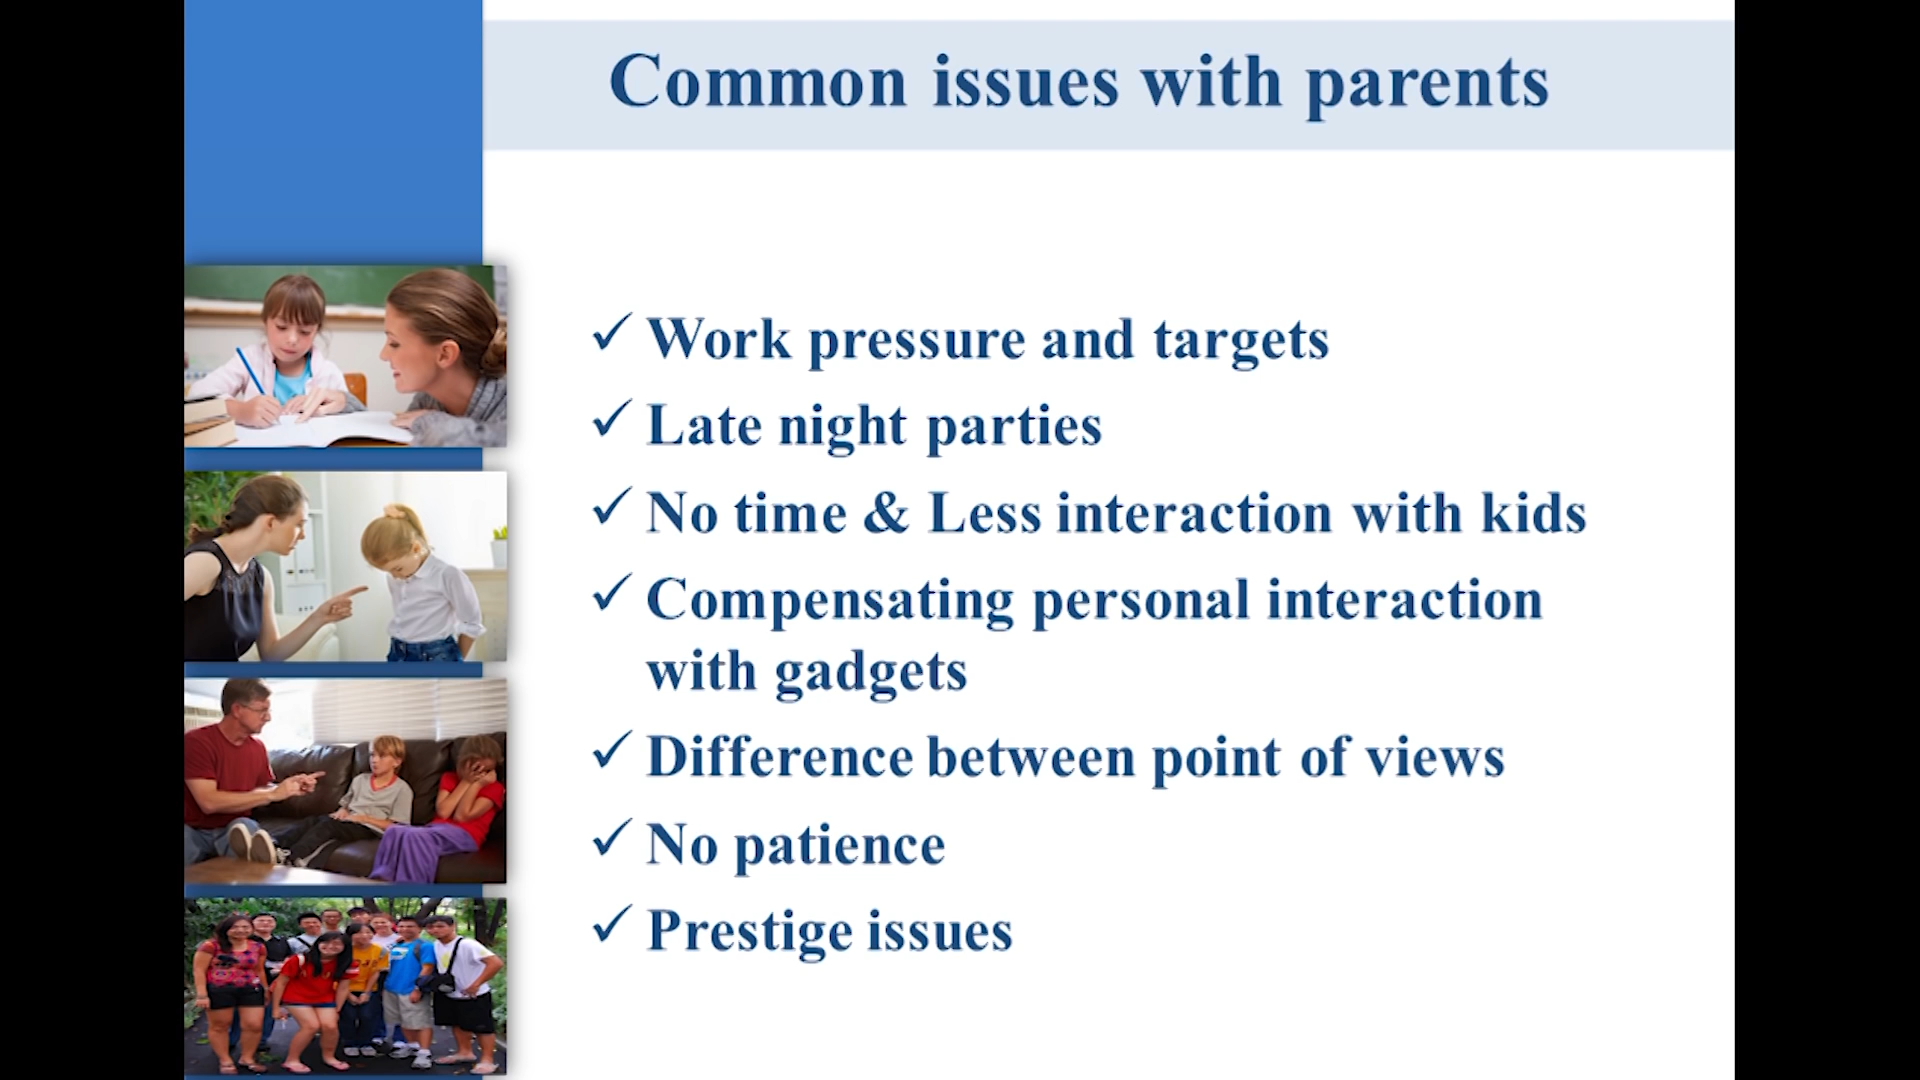 Common issues with parents
✓ Work pressure and targets
✓ Late night parties
✓ No time & Less interaction with kids
✓ Compensating personal interaction
with gadgets
✓ Difference between point of views
✓ No patience
✓ Prestige issues